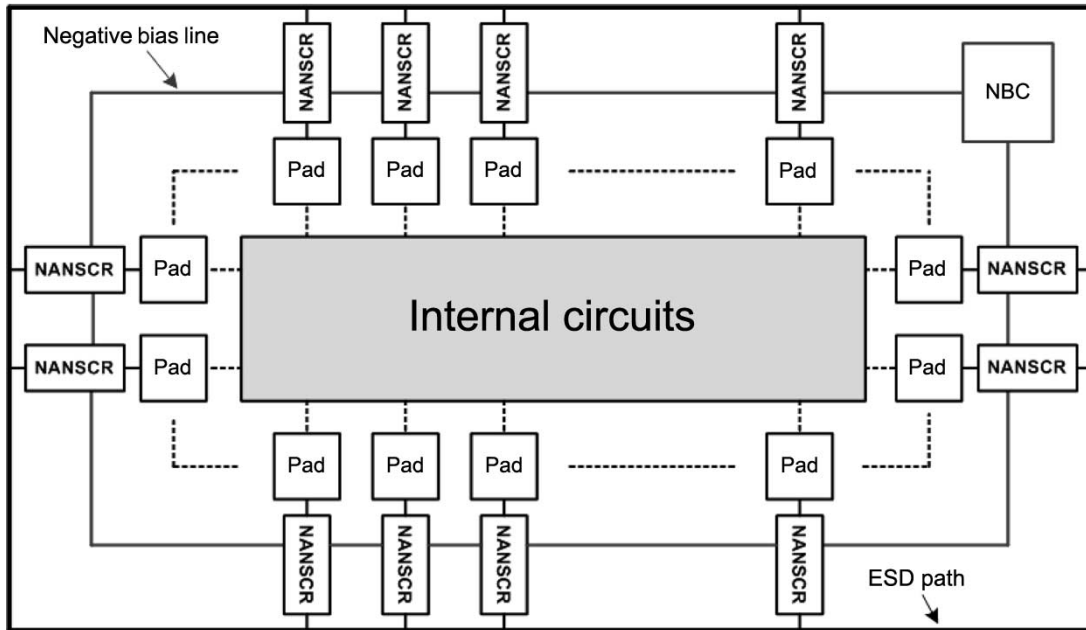 Negative bias line
NANSCR
NANSCR
NANSCR
NANSCR
NBC
Pad
Pad
Pad
Pad
NANSCR
Pad
Pad
NANSCR
Internal circuits
NANSCR
Pad
Pad
NANSCR
Pad
Pad
Pad
Pad
NANSCR
NANSCR
NANSCR
NANSCR
ESD path